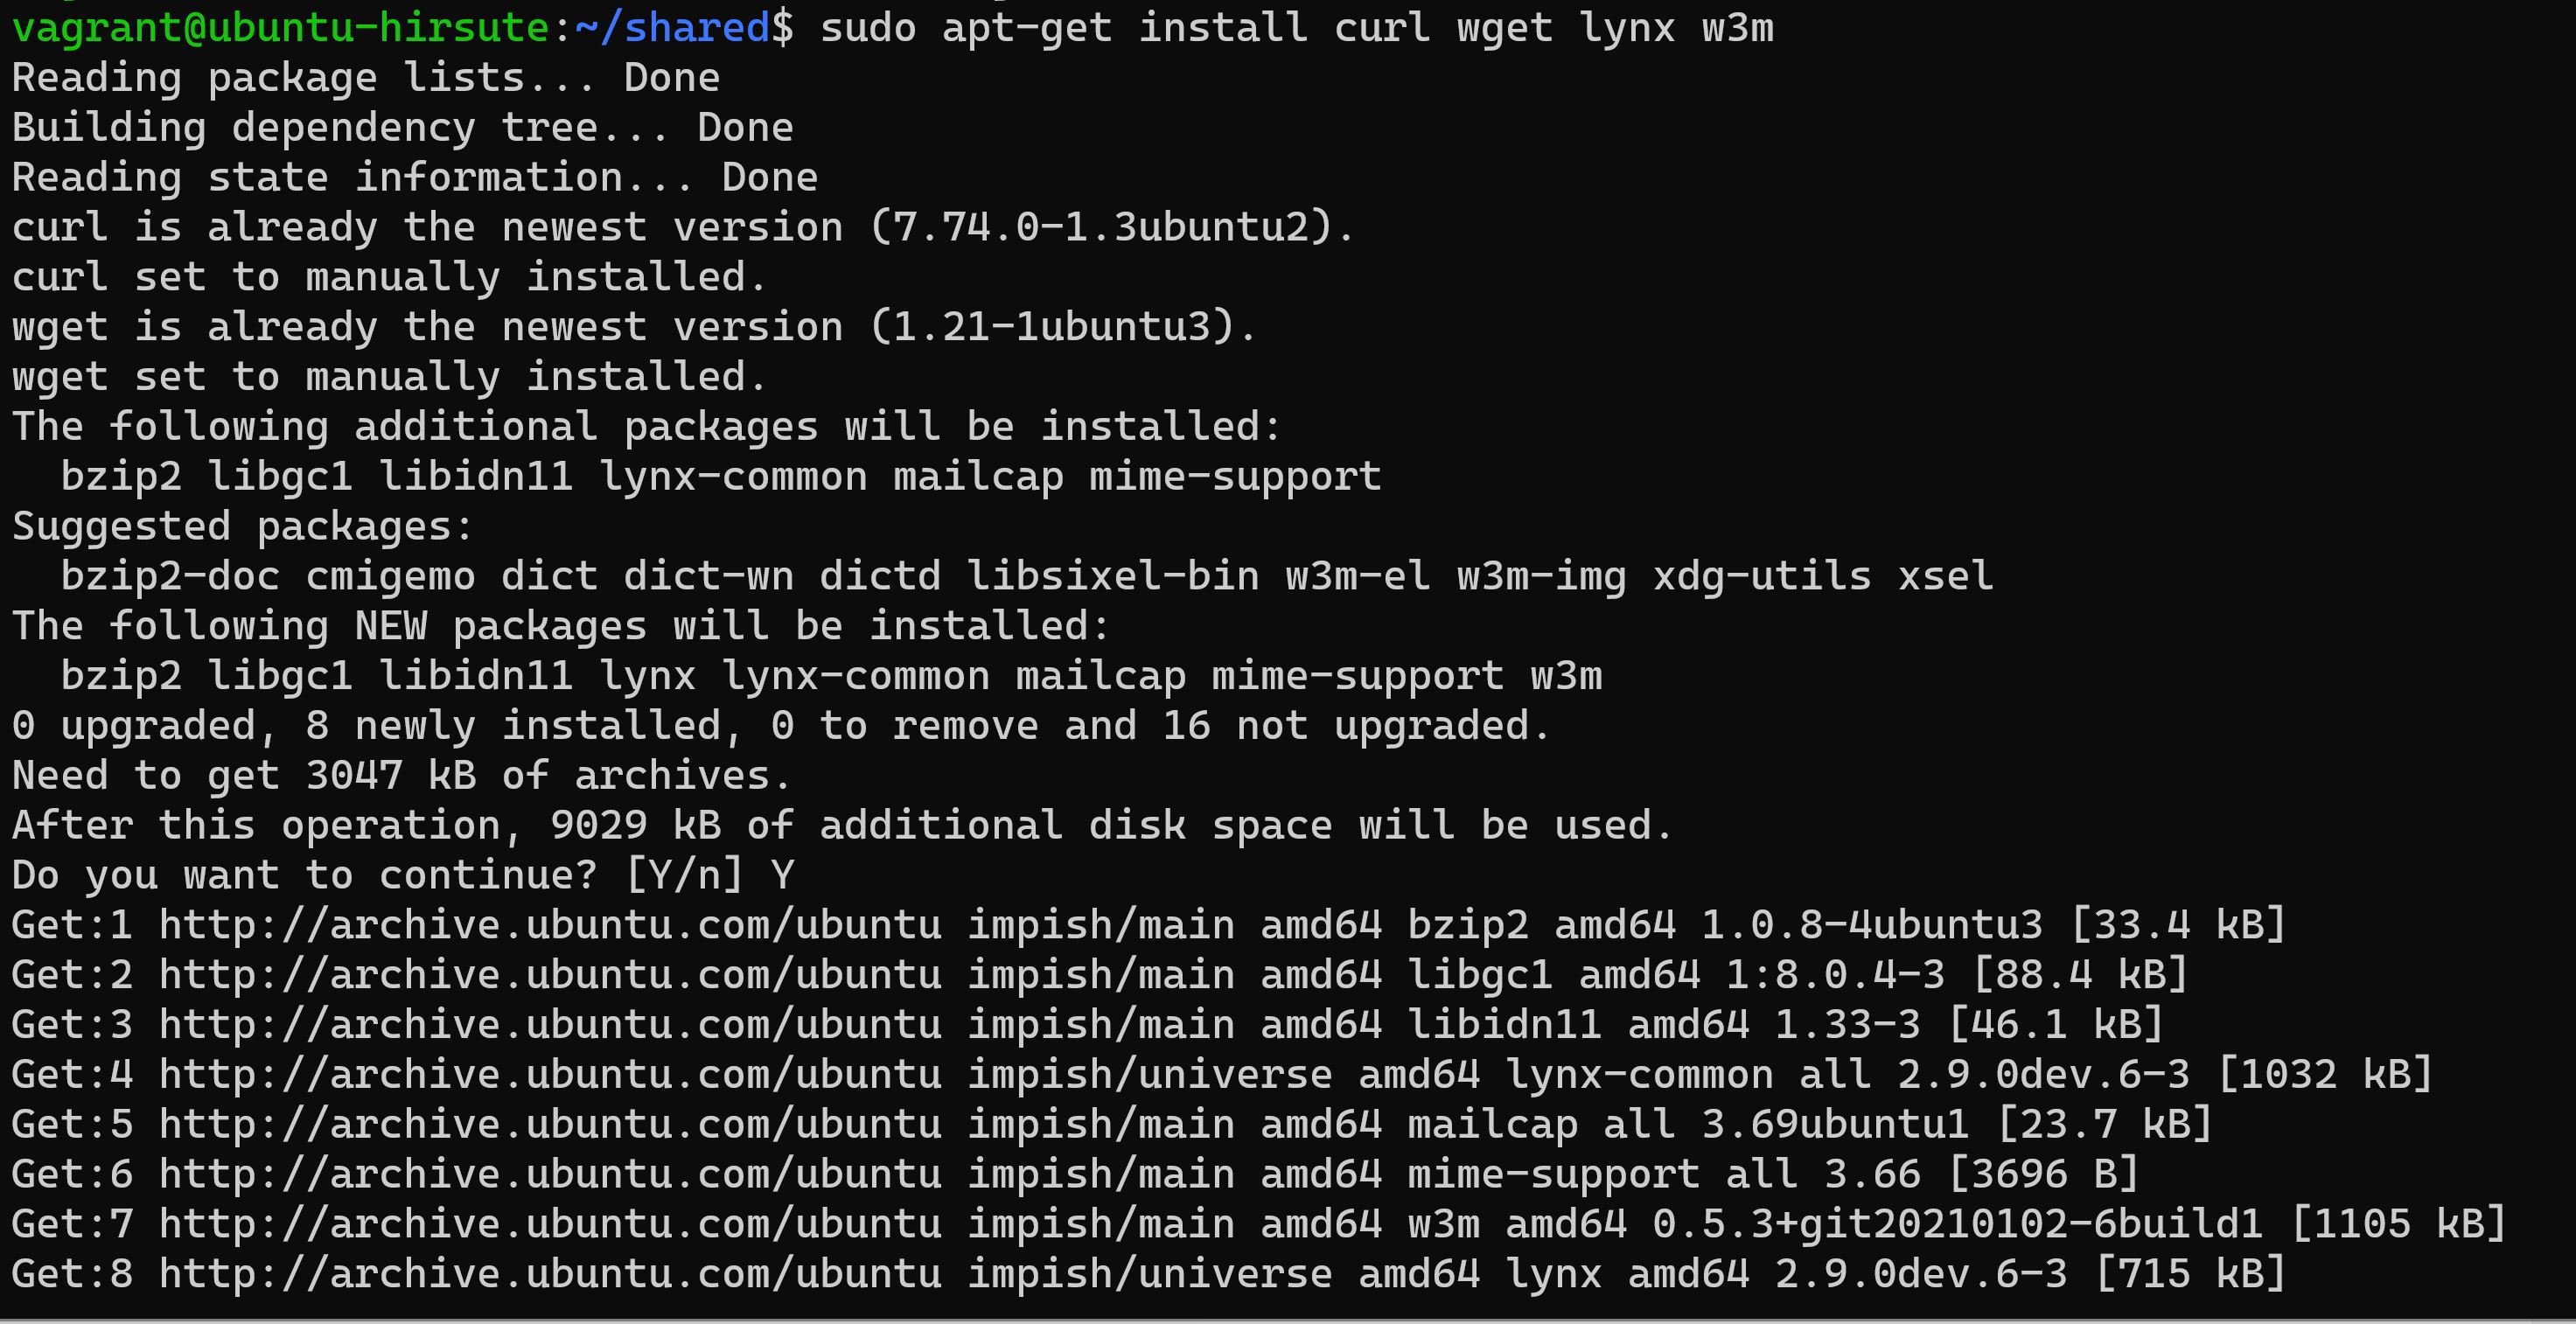 vagrant@ubuntu-hirsute:~/shared$ sudo apt-get install curl wget lynx w3m
Reading package lists... Done
Building dependency tree... Done
Reading state information... Done
curl is already the newest version (7.74.0-1.3ubuntu2).
curl set to manually installed.
wget is already the newest version (1.21-1ubuntu3).
wget set to manually installed.
The following additional packages will be installed:
  bzip2 libgc1 libidn11 lynx-common mailcap mime-support
Suggested packages:
  bzip2-doc cmigemo dict dict-wn dictd libsixel-bin w3m-el w3m-img xdg-utils xsel
The following NEW packages will be installed:
  bzip2 libgc1 libidn11 lynx lynx-common mailcap mime-support w3m
0 upgraded, 8 newly installed, 0 to remove and 16 not upgraded.
Need to get 3047 kB of archives.
After this operation, 9029 kB of additional disk space will be used.
Do you want to continue? [Y/n] Y
Get:1 http://archive.ubuntu.com/ubuntu impish/main amd64 bzip2 amd64 1.0.8-4ubuntu3 [33.4 kB]
Get:2 http://archive.ubuntu.com/ubuntu impish/main amd64 libgc1 amd64 1:8.0.4-3 [88.4 kB]
Get:3 http://archive.ubuntu.com/ubuntu impish/main amd64 libidn11 amd64 1.33-3 [46.1 kB]
Get:4 http://archive.ubuntu.com/ubuntu impish/universe amd64 lynx-common all 2.9.0dev.6-3 [1032 kB]
Get:5 http://archive.ubuntu.com/ubuntu impish/main amd64 mailcap all 3.69ubuntu1 [23.7 kB]
Get:6 http://archive.ubuntu.com/ubuntu impish/main amd64 mime-support all 3.66 [3696 B]
Get:7 http://archive.ubuntu.com/ubuntu impish/main amd64 w3m amd64 0.5.3+git20210102-6build1 [1105 kB]
Get:8 http://archive.ubuntu.com/ubuntu impish/universe amd64 lynx amd64 2.9.0dev.6-3 [715 kB]